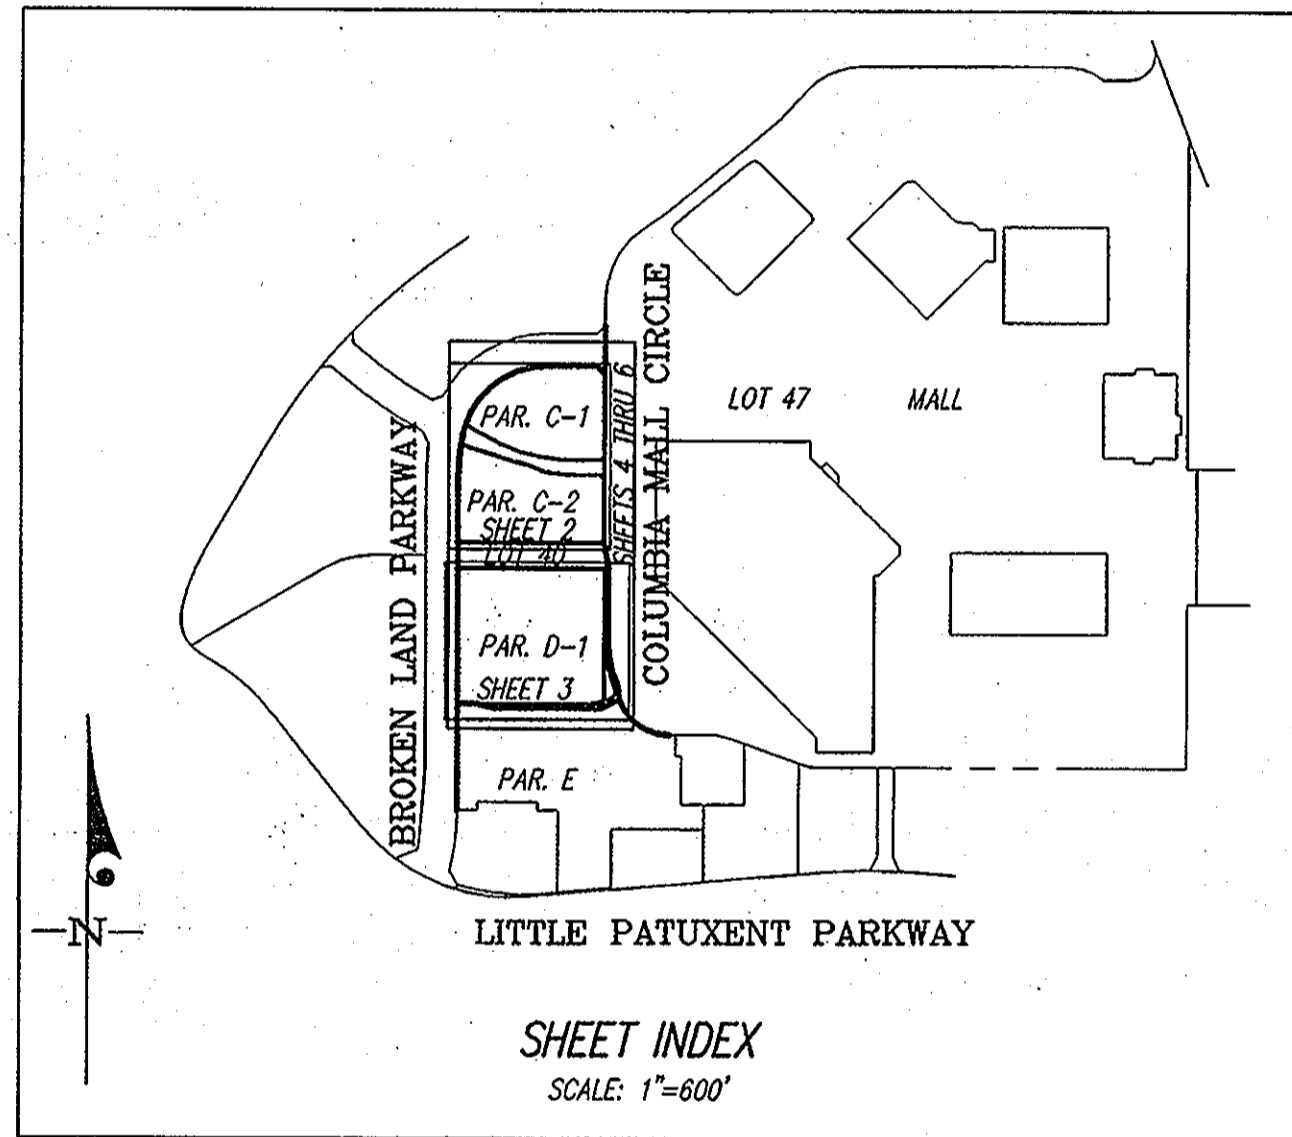 COLUMBIA MALL CIRCLE
SHEETS 4 THRU 6
LOT 47
MALL
PAR. C-1
BROKEN LAND PARKWAY
PAR. C-2
SHEET 2
LOT 40
PAR. D-1
SHEET 3
PAR. E
N
LITTLE PATUXENT PARKWAY
SHEET INDEX
SCALE: 1"=600'